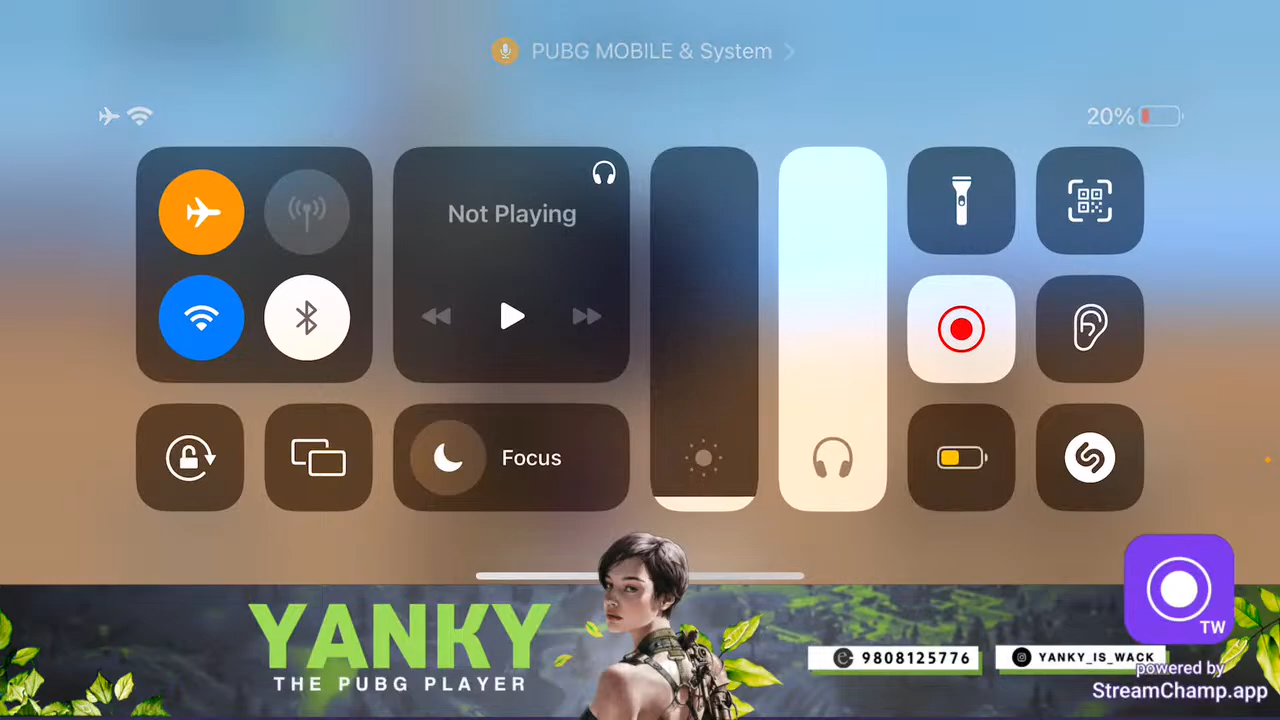 PUBG MOBILE & System
20%
Not Playing
Focus
YANKY
THE PUBG PLAYER
9808125776
YANKY_IS_WACK
TW
powered by
StreamChamp.app